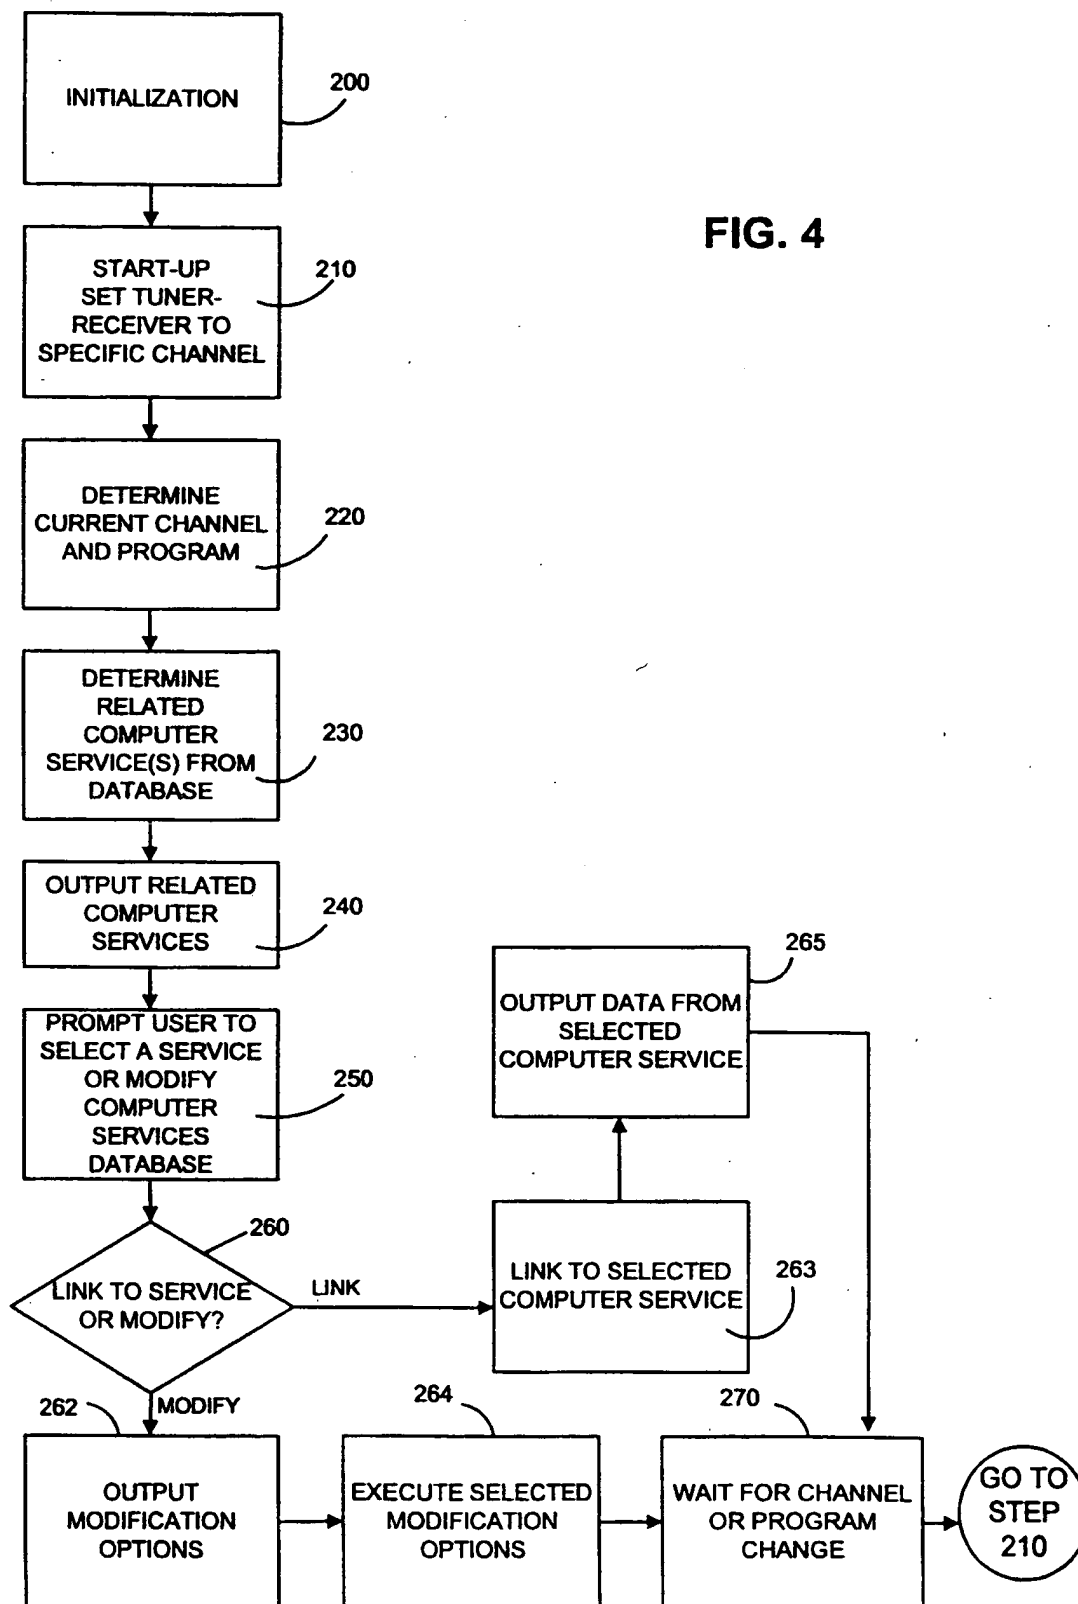 INITIALIZATION
200
FIG. 4
START-UP
SET TUNER-
RECEIVER TO
SPECIFIC CHANNEL
210
DETERMINE
CURRENT CHANNEL
AND PROGRAM
220
DETERMINE
RELATED
COMPUTER
SERVICE(S) FROM
DATABASE
230
OUTPUT RELATED
COMPUTER
SERVICES
240
PROMPT USER TO
SELECT A SERVICE
OR MODIFY
COMPUTER
SERVICES
DATABASE
250
LINK TO SERVICE
OR MODIFY?
260
LINK
MODIFY
LINK TO SELECTED
COMPUTER SERVICE
263
OUTPUT DATA FROM
SELECTED
COMPUTER SERVICE
265
262
OUTPUT
MODIFICATION
OPTIONS
264
EXECUTE SELECTED
MODIFICATION
OPTIONS
270
WAIT FOR CHANNEL
OR PROGRAM
CHANGE
GO TO
STEP
210